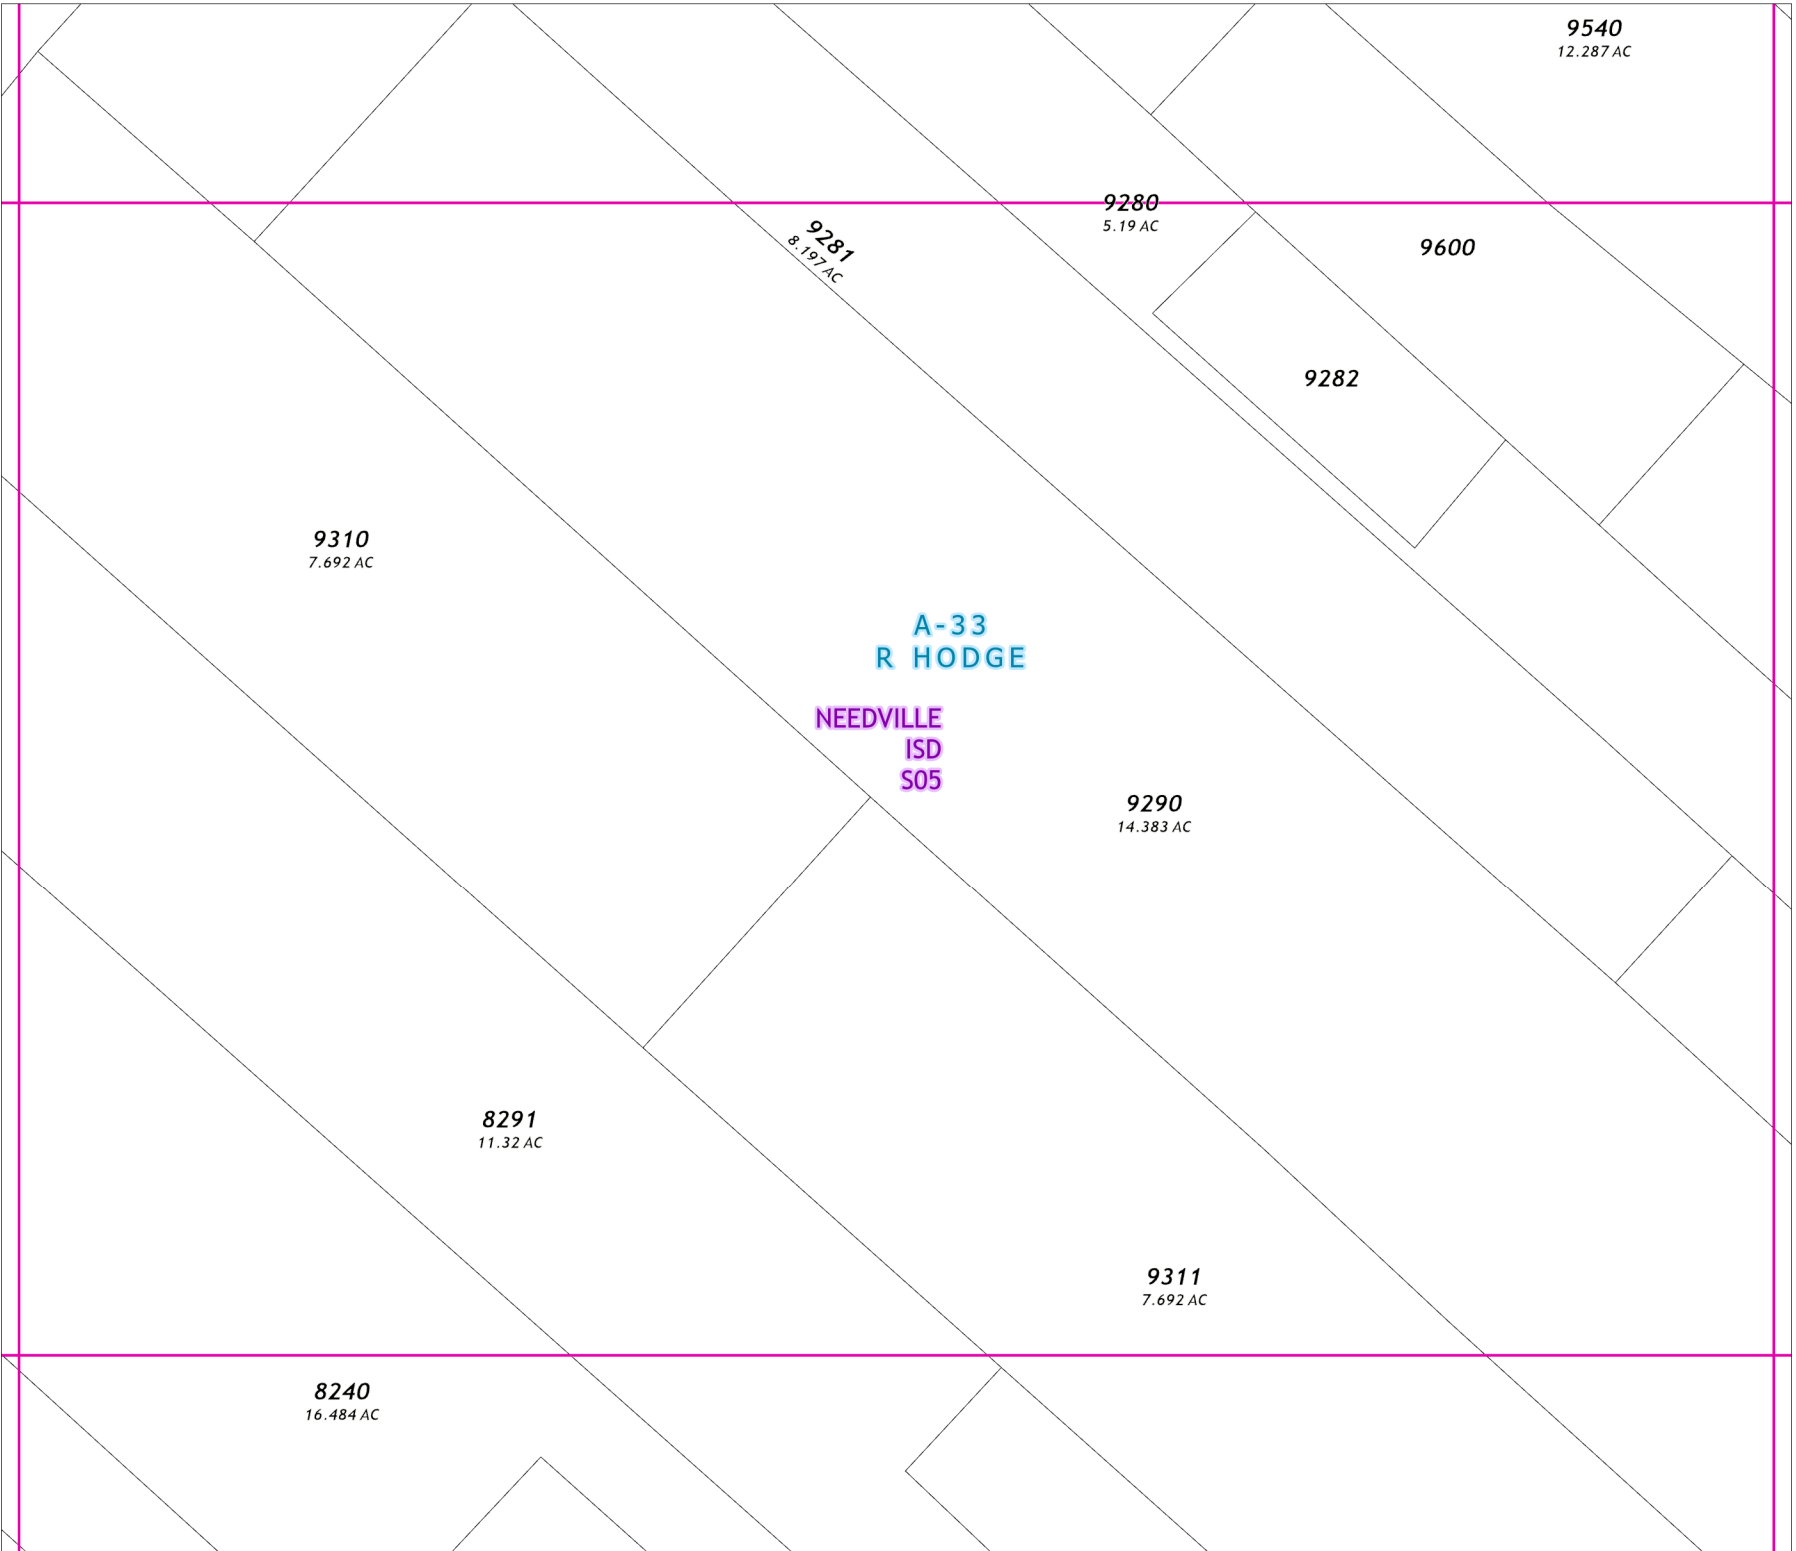 9540
12.287 AC
9280
5.19 AC
9281
8.197 AC
9600
9282
9310
7.692 AC
A-33
R HODGE
NEEDVILLE
ISD
S05
9290
14.383 AC
8291
11.32 AC
9311
7.692 AC
8240
16.484 AC